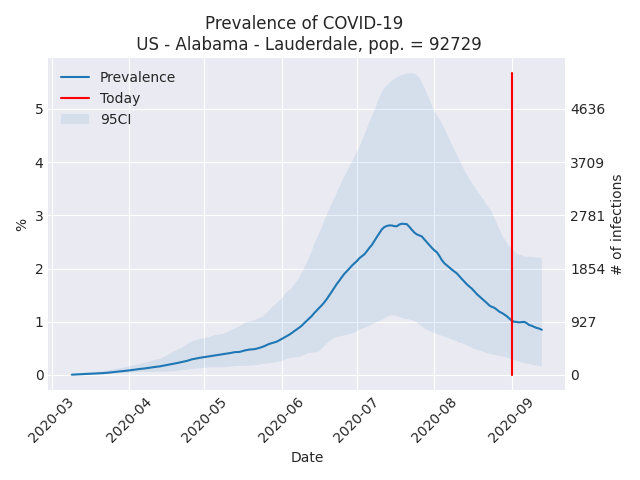 Prevalence of COVID-19
US - Alabama - Lauderdale, pop. = 92729
Prevalence
Today
95CI
5
4
3
2
1
0
%
4636
3709
2781
1854
927
0
# of infections
2020-03
2020-04
2020-05
2020-06
2020-07
2020-08
2020-09
Date